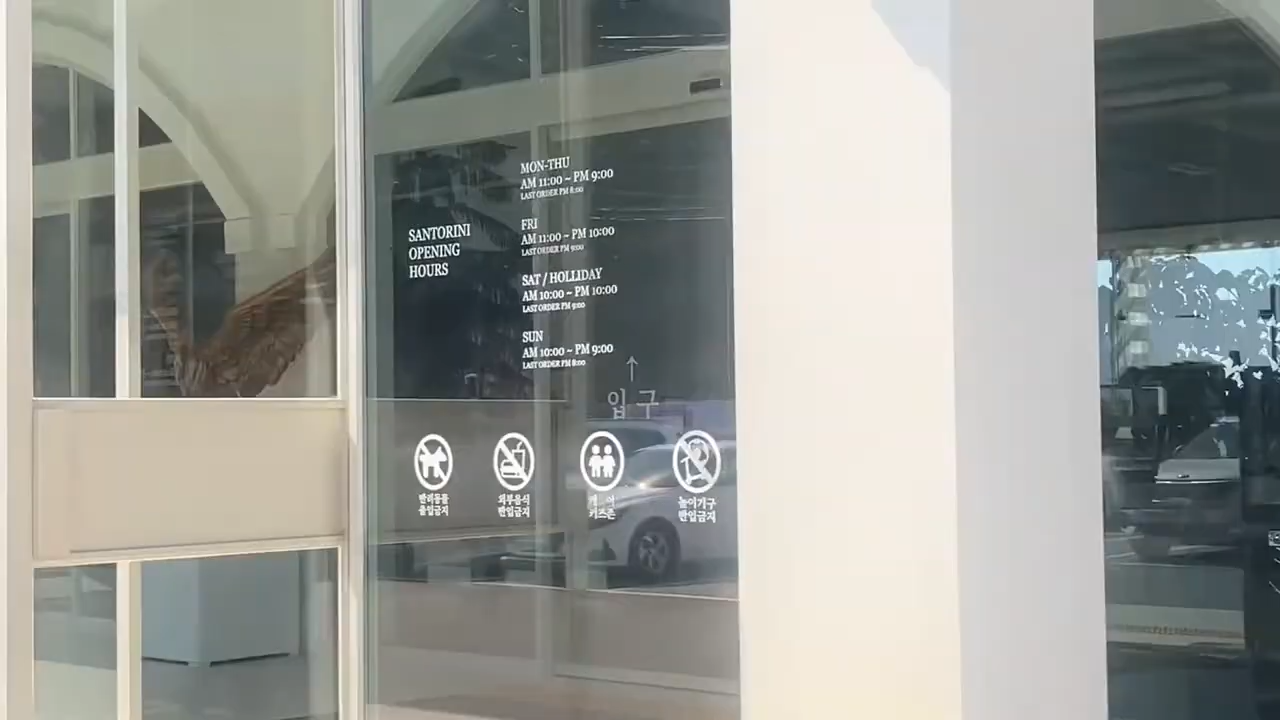 SANTORINI
OPENING
HOURS
MON-THU
AM 11:00 ~ PM 9:00
LAST ORDER PM 8:00
FRI
AM 11:00 ~ PM 10:00
LAST ORDER PM 9:00
SAT / HOLLIDAY
AM 10:00 ~ PM 10:00
LAST ORDER PM 9:00
SUN
AM 10:00 ~ PM 9:00
LAST ORDER PM 8:00
↑
입구
반려동물
출입금지
외부음식
반입금지
키즈존
놀이기구
반입금지